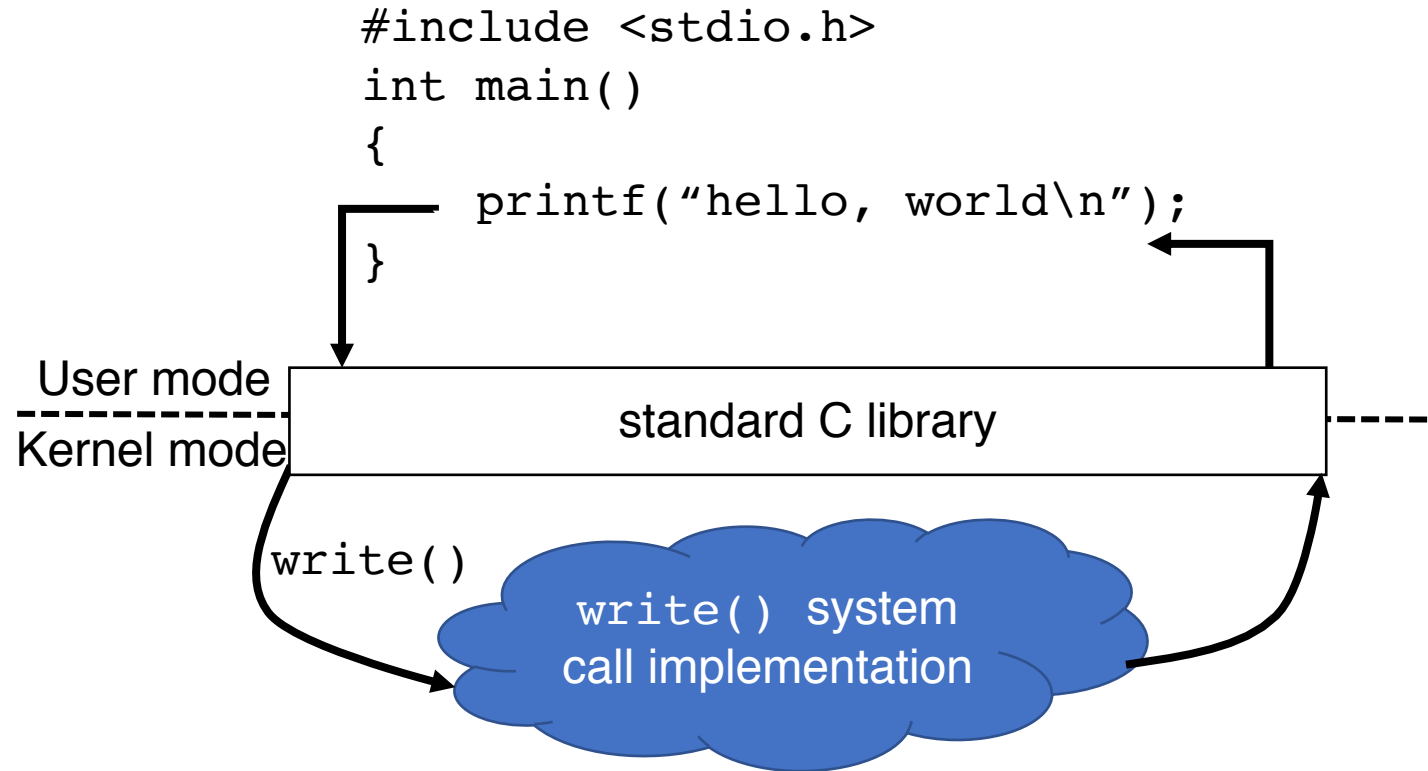 #include <stdio.h>
int main()
{
printf(“hello, world\n”);
}
User mode
Kernel mode
standard C library
write()
write() system
call implementation